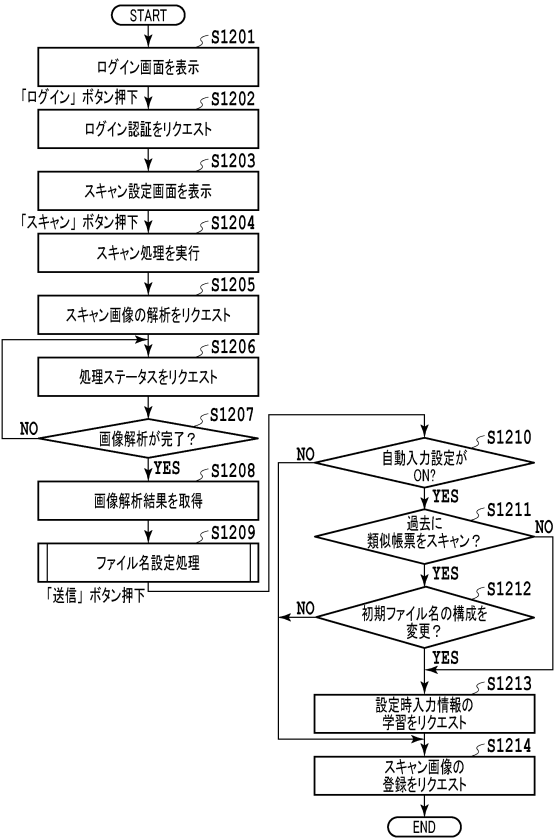 START
S1201
ログイン画面を表示
「ログイン」ボタン押下
S1202
ログイン認証をリクエスト
S1203
スキャン設定画面を表示
「スキャン」ボタン押下
S1204
スキャン処理を実行
S1205
スキャン画像の解析をリクエスト
S1206
処理ステータスをリクエスト
S1207
NO
画像解析が完了？
YES
S1208
画像解析結果を取得
S1209
ファイル名設定処理
「送信」ボタン押下
S1210
NO
自動入力設定が
ON?
YES
S1211
過去に
類似帳票をスキャン？
NO
YES
S1212
NO
初期ファイル名の構成を
変更？
YES
S1213
設定時入力情報の
学習をリクエスト
S1214
スキャン画像の
登録をリクエスト
END